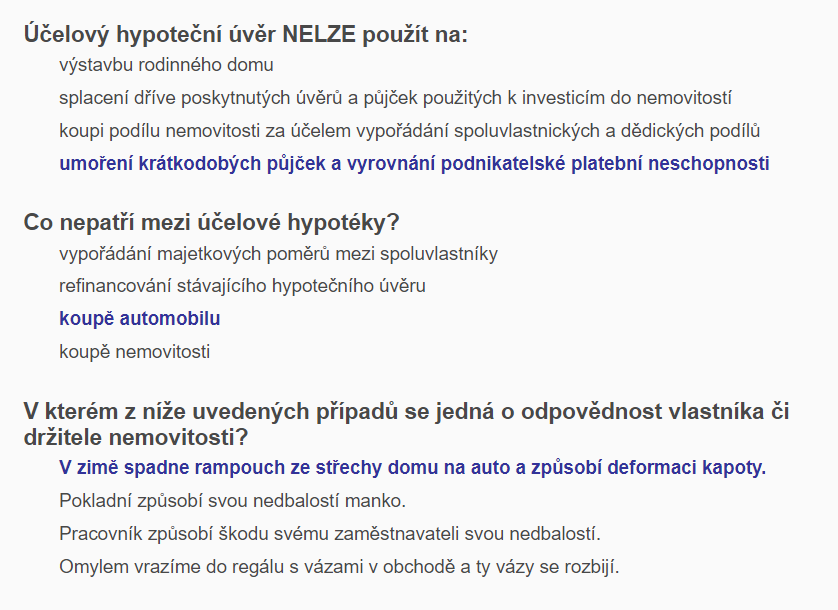 Účelový hypoteční úvěr NELZE použít na:
výstavbu rodinného domu
splacení dříve poskytnutých úvěrů a půjček použitých k investicím do nemovitostí
koupi podílu nemovitosti za účelem vypořádání spoluvlastnických a dědických podílů
umoření krátkodobých půjček a vyrovnání podnikatelské platební neschopnosti
Co nepatří mezi účelové hypotéky?
vypořádání majetkových poměrů mezi spoluvlastníky
refinancování stávajícího hypotečního úvěru
koupě automobilu
koupě nemovitosti
V kterém z níže uvedených případů se jedná o odpovědnost vlastníka či
držitele nemovitosti?
V zimě spadne rampouch ze střechy domu na auto a způsobí deformaci kapoty.
Pokladní způsobí svou nedbalostí manko.
Pracovník způsobí škodu svému zaměstnavateli svou nedbalostí.
Omylem vrazíme do regálu s vázami v obchodě a ty vázy se rozbijí.